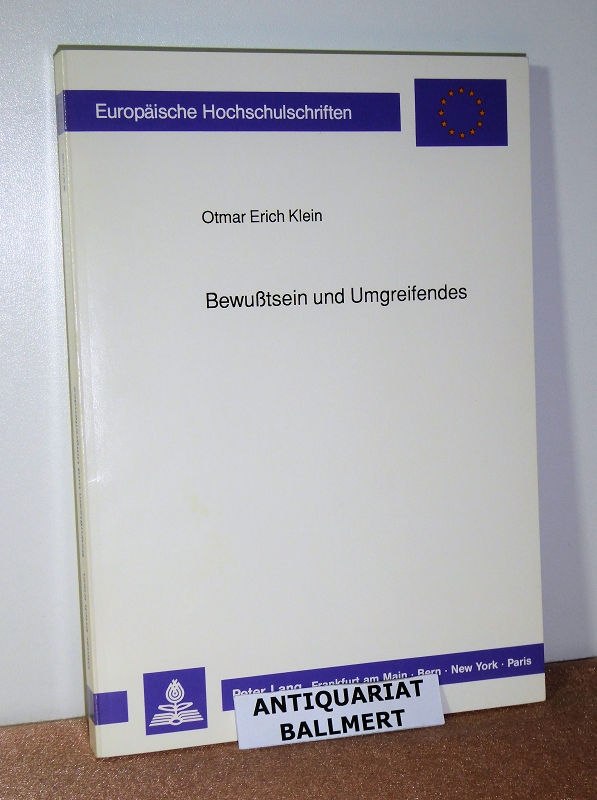 Europäische Hochschulschriften
Otmar Erich Klein
Bewußtsein und Umgreifendes
Peter Lang · Frankfurt am Main · Bern · New York · Paris
ANTIQUARIAT
BALLMERT